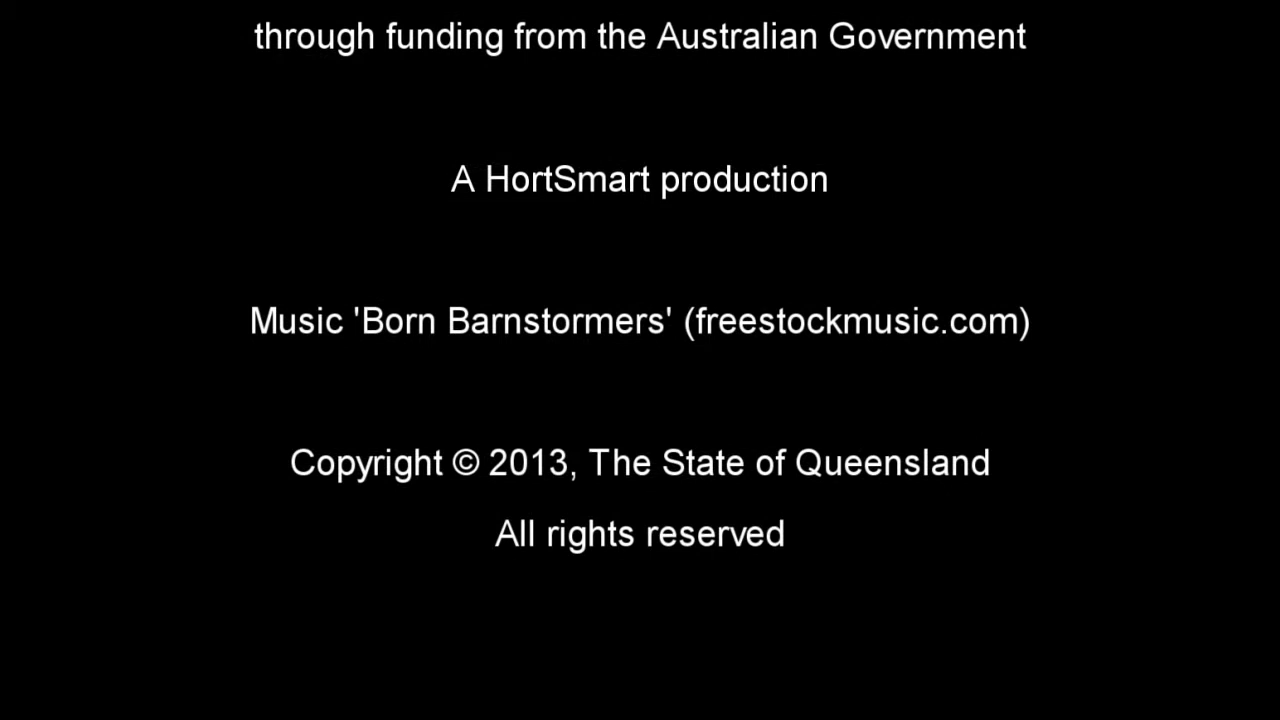 through funding from the Australian Government
A HortSmart production
Music 'Born Barnstormers' (freestockmusic.com)
Copyright © 2013, The State of Queensland
All rights reserved